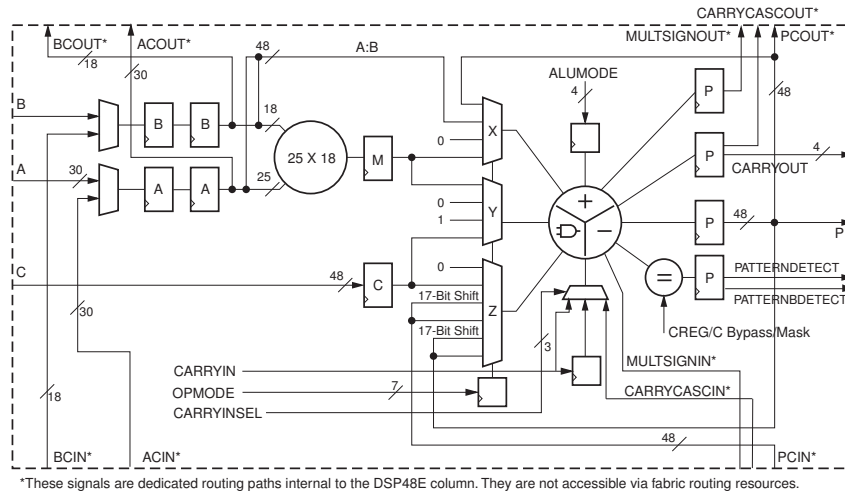 CARRYCASCOUT*
BCOUT* ACOUT* MULTSIGNOUT* PCOUT*
18 30 48 A:B 48
ALUMODE
4
B 18 X P
B B 0
25 X 18 M P 4
A 30 A A 25 CARRYOUT
0 Y + P 48
1 − P
C 48 C 0 = P PATTERNDETECT
PATTERNBDETECT
17-Bit Shift Z
30 17-Bit Shift CREG/C Bypass/Mask
3
CARRYIN MULTSIGNIN*
OPMODE 7
18 CARRYINSEL CARRYCASCIN*
48
BCIN* ACIN* PCIN*
*These signals are dedicated routing paths internal to the DSP48E column. They are not accessible via fabric routing resources.